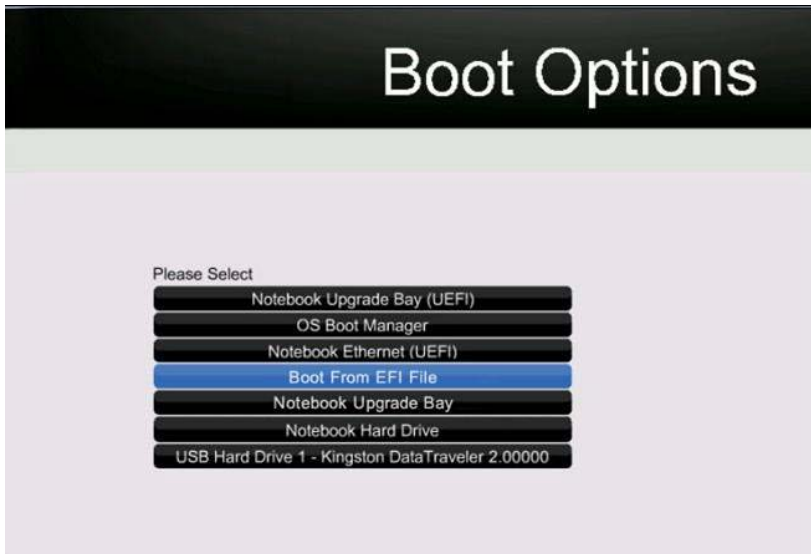 Boot Options
Please Select
Notebook Upgrade Bay (UEFI)
OS Boot Manager
Notebook Ethernet (UEFI)
Boot From EFI File
Notebook Upgrade Bay
Notebook Hard Drive
USB Hard Drive 1 - Kingston DataTraveler 2.00000